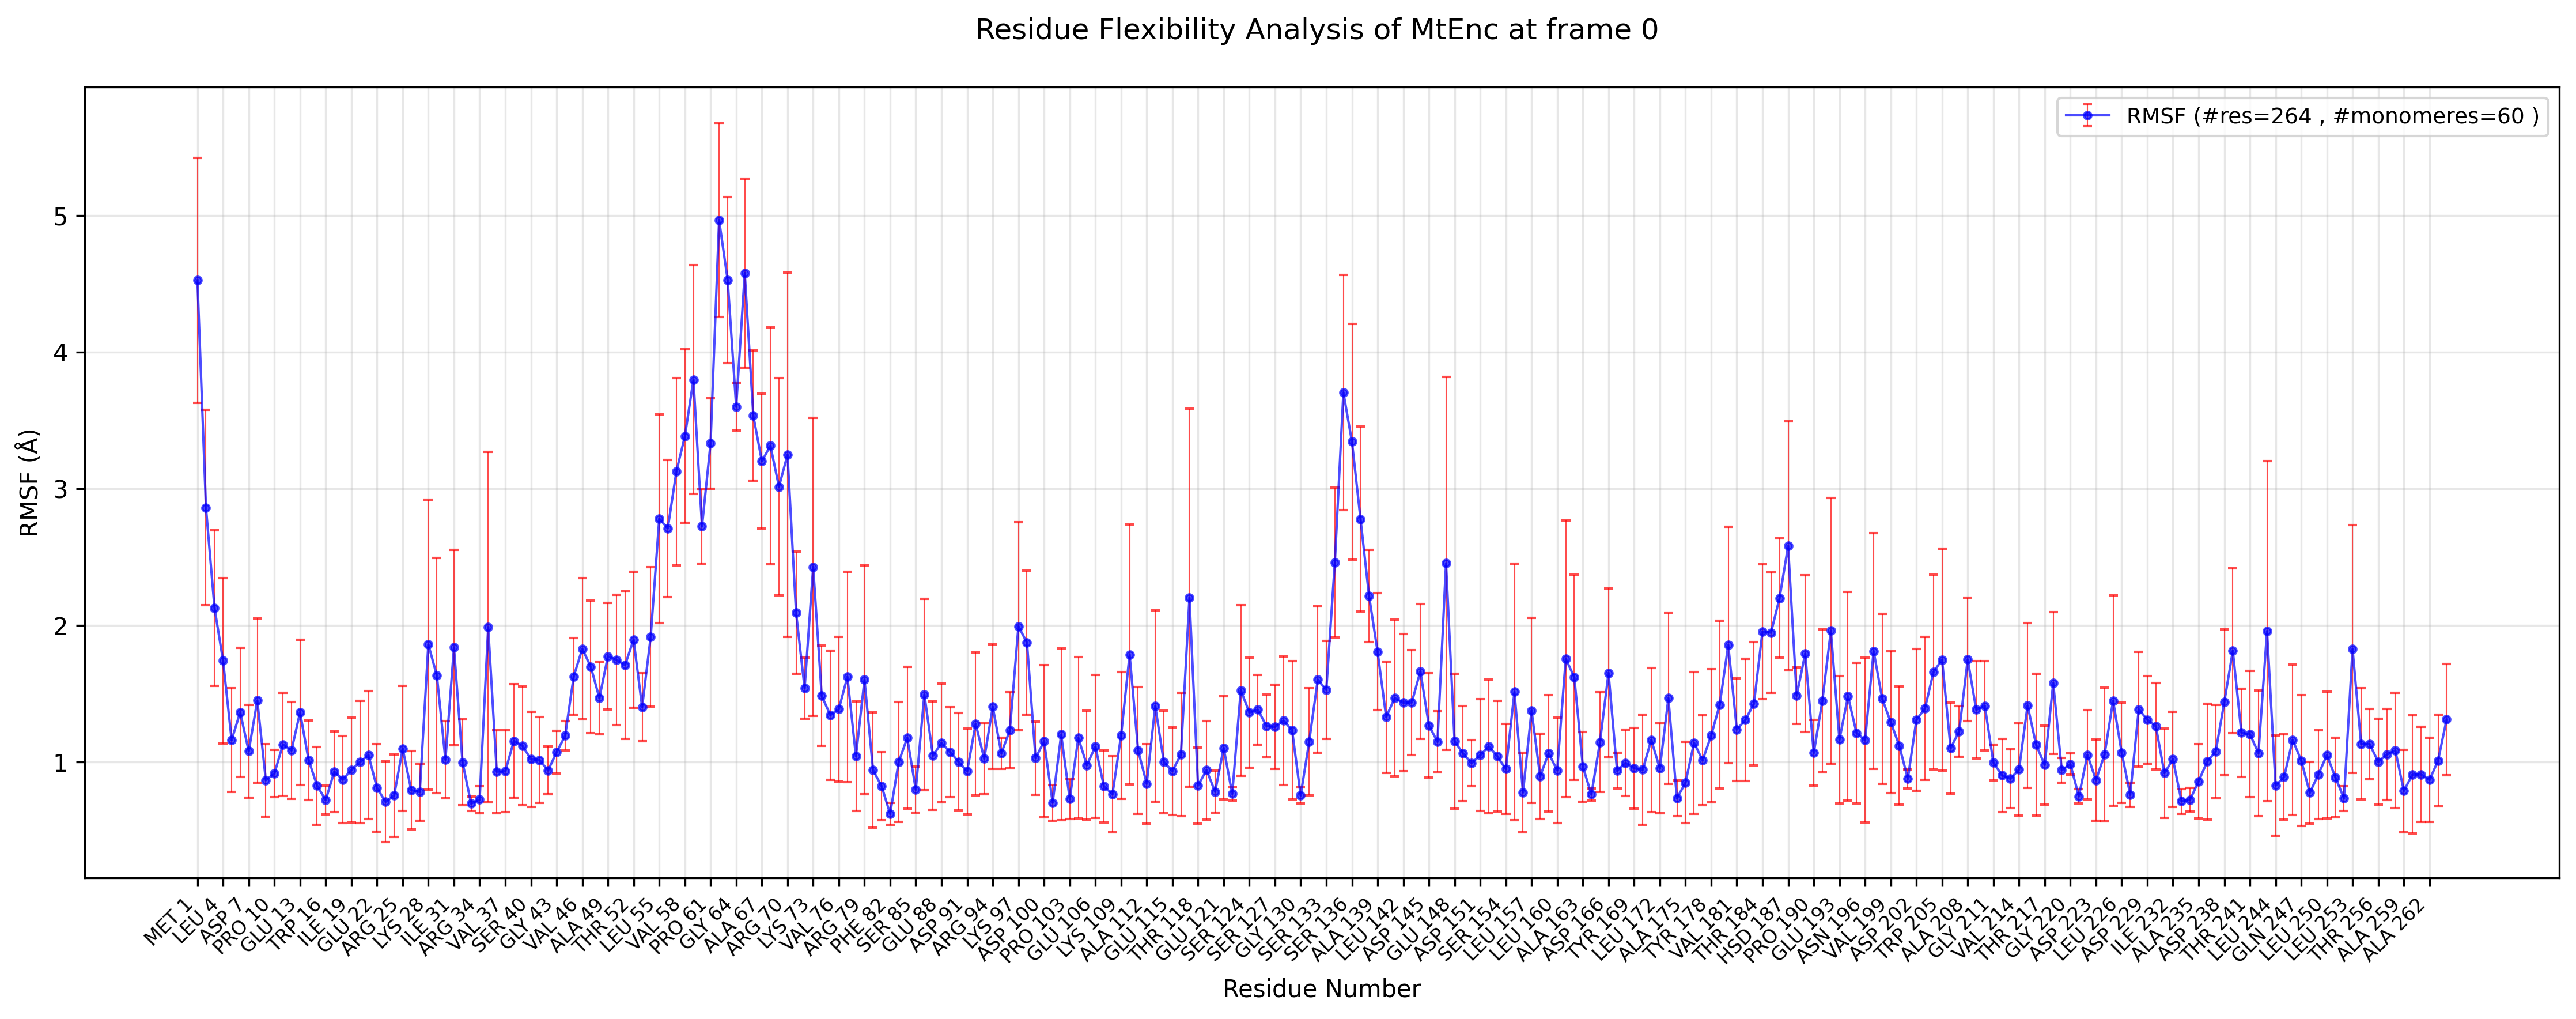 Residue Flexibility Analysis of MtEnc at frame 0
RMSF (#res=264 , #monomeres=60 )
RMSF (Å)
5
4
3
2
1
MET 1
LEU 4
ASP 7
PRO 10
GLU 13
TRP 16
ILE 19
GLU 22
ARG 25
LYS 28
ILE 31
ARG 34
VAL 37
SER 40
GLY 43
VAL 46
ALA 49
THR 52
LEU 55
VAL 58
PRO 61
GLY 64
ALA 67
ARG 70
LYS 73
VAL 76
ARG 79
PHE 82
SER 85
GLU 88
ASP 91
ARG 94
LYS 97
ASP 100
PRO 103
GLU 106
LYS 109
ALA 112
GLU 115
THR 118
GLU 121
SER 124
SER 127
GLY 130
SER 133
SER 136
ALA 139
LEU 142
ASP 145
GLU 148
ASP 151
SER 154
LEU 157
LEU 160
ALA 163
ASP 166
TYR 169
LEU 172
ALA 175
TYR 178
VAL 181
THR 184
HSD 187
PRO 190
GLU 193
ASN 196
VAL 199
ASP 202
TRP 205
ALA 208
GLY 211
VAL 214
THR 217
GLY 220
ASP 223
LEU 226
ASP 229
ILE 232
ALA 235
ASP 238
THR 241
LEU 244
GLN 247
LEU 250
LEU 253
THR 256
ALA 259
ALA 262
Residue Number